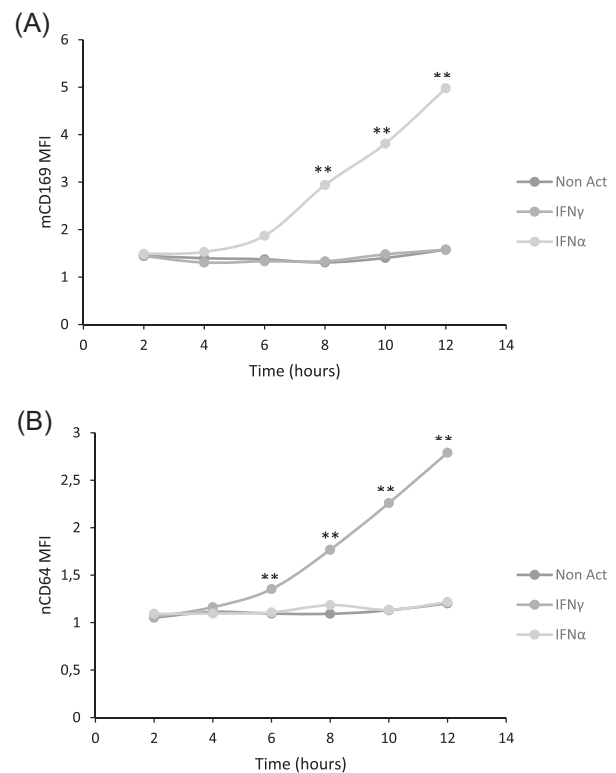 (A)
6
5
4
3
2
1
0
mCD169 MFI
**
**
**
0 2 4 6 8 10 12 14
Time (hours)
Non Act
IFNγ
IFNα
(B)
3
2,5
2
1,5
1
0,5
0
nCD64 MFI
**
**
**
**
0 2 4 6 8 10 12 14
Time (hours)
Non Act
IFNγ
IFNα